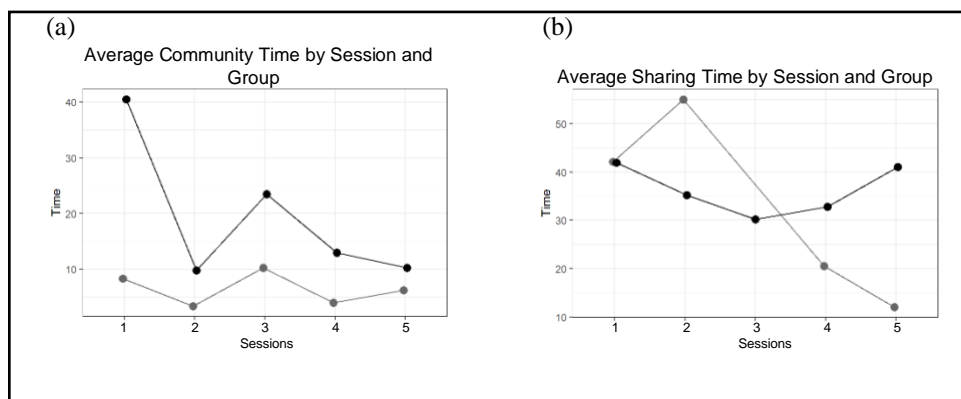 (a)
Average Community Time by Session and
Group
40
30
20
10
Time
1 2 3 4 5
Sessions
(b)
Average Sharing Time by Session and Group
50
40
30
20
10
Time
1 2 3 4 5
Sessions